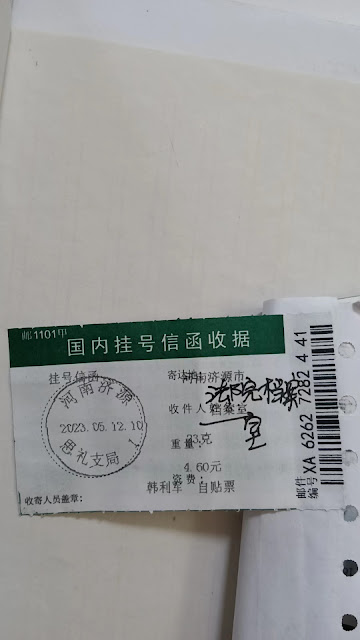 邮1101甲
国内挂号信函收据
挂号信函
寄达地:
河南济源市
法院档案室
收件人:
档案室
重量:
23克
资费:
4.60元
韩利军 自贴票
收寄人员盖章:
河南济源
2023.05.12.10
思礼支局 1
邮件编号 XA 6262 7282 4 41